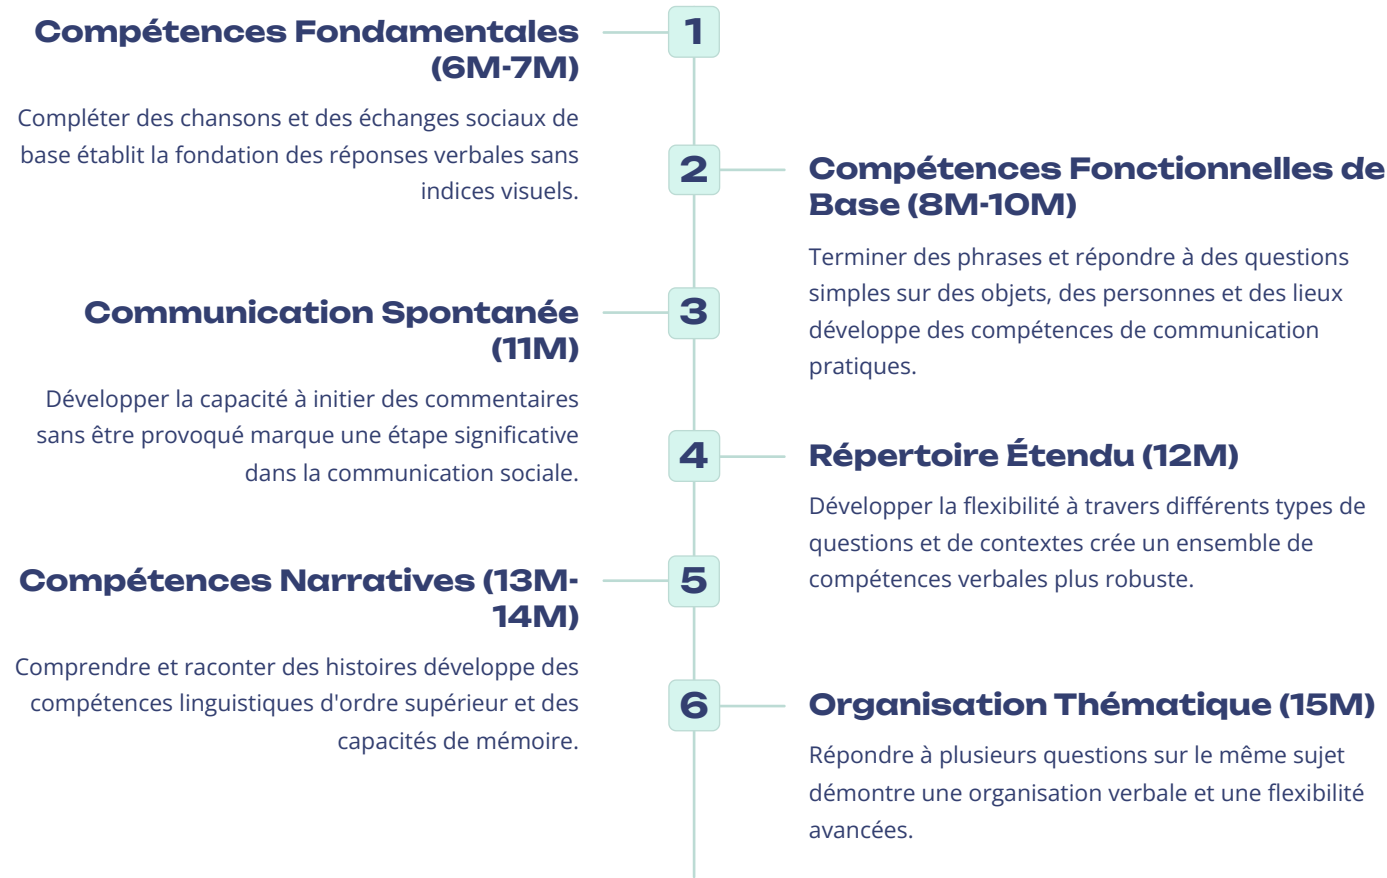 1
Compétences Fondamentales
(6M-7M)
Compléter des chansons et des échanges sociaux de
base établit la fondation des réponses verbales sans
indices visuels.
2
Compétences Fonctionnelles de
Base (8M-10M)
Terminer des phrases et répondre à des questions
simples sur des objets, des personnes et des lieux
développe des compétences de communication
pratiques.
3
Communication Spontanée
(11M)
Développer la capacité à initier des commentaires
sans être provoqué marque une étape significative
dans la communication sociale.
4
Répertoire Étendu (12M)
Développer la flexibilité à travers différents types de
questions et de contextes crée un ensemble de
compétences verbales plus robuste.
5
Compétences Narratives (13M-
14M)
Comprendre et raconter des histoires développe des
compétences linguistiques d'ordre supérieur et des
capacités de mémoire.
6
Organisation Thématique (15M)
Répondre à plusieurs questions sur le même sujet
démontre une organisation verbale et une flexibilité
avancées.